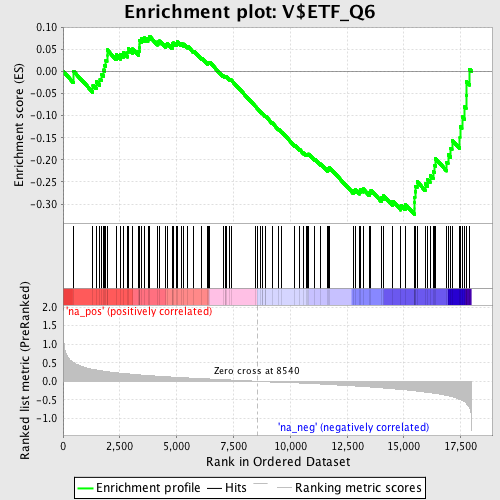 Enrichment plot: V$ETF_Q6
Enrichment score (ES)
0.10
0.05
0.00
-0.05
-0.10
-0.15
-0.20
-0.25
-0.30
'na_pos' (positively correlated)
Ranked list metric (PreRanked)
2.0
1.5
1.0
0.5
0.0
-0.5
-1.0
Zero cross at 8540
'na_neg' (negatively correlated)
0
2,500
5,000
7,500
10,000
12,500
15,000
17,500
Rank in Ordered Dataset
Enrichment profile
Hits
Ranking metric scores